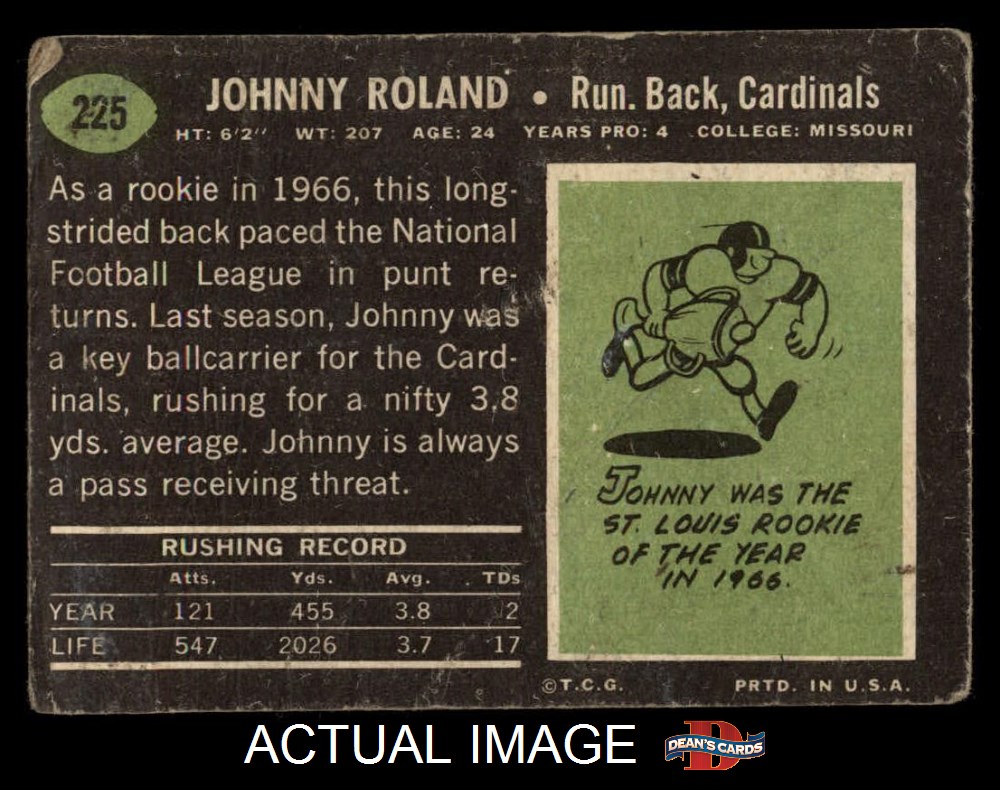 225
JOHNNY ROLAND • Run. Back, Cardinals
HT: 6'2" WT: 207 AGE: 24 YEARS PRO: 4 COLLEGE: MISSOURI
As a rookie in 1966, this long-
strided back paced the National
Football League in punt re-
turns. Last season, Johnny was
a key ballcarrier for the Card-
inals, rushing for a nifty 3.8
yds. average. Johnny is always
a pass receiving threat.
RUSHING RECORD
Atts. Yds. Avg. TDs
YEAR 121 455 3.8 2
LIFE 547 2026 3.7 17
JOHNNY WAS THE
ST. LOUIS ROOKIE
OF THE YEAR
IN 1966.
©T.C.G. PRTD. IN U.S.A.
ACTUAL IMAGE
D
DEAN'S CARDS